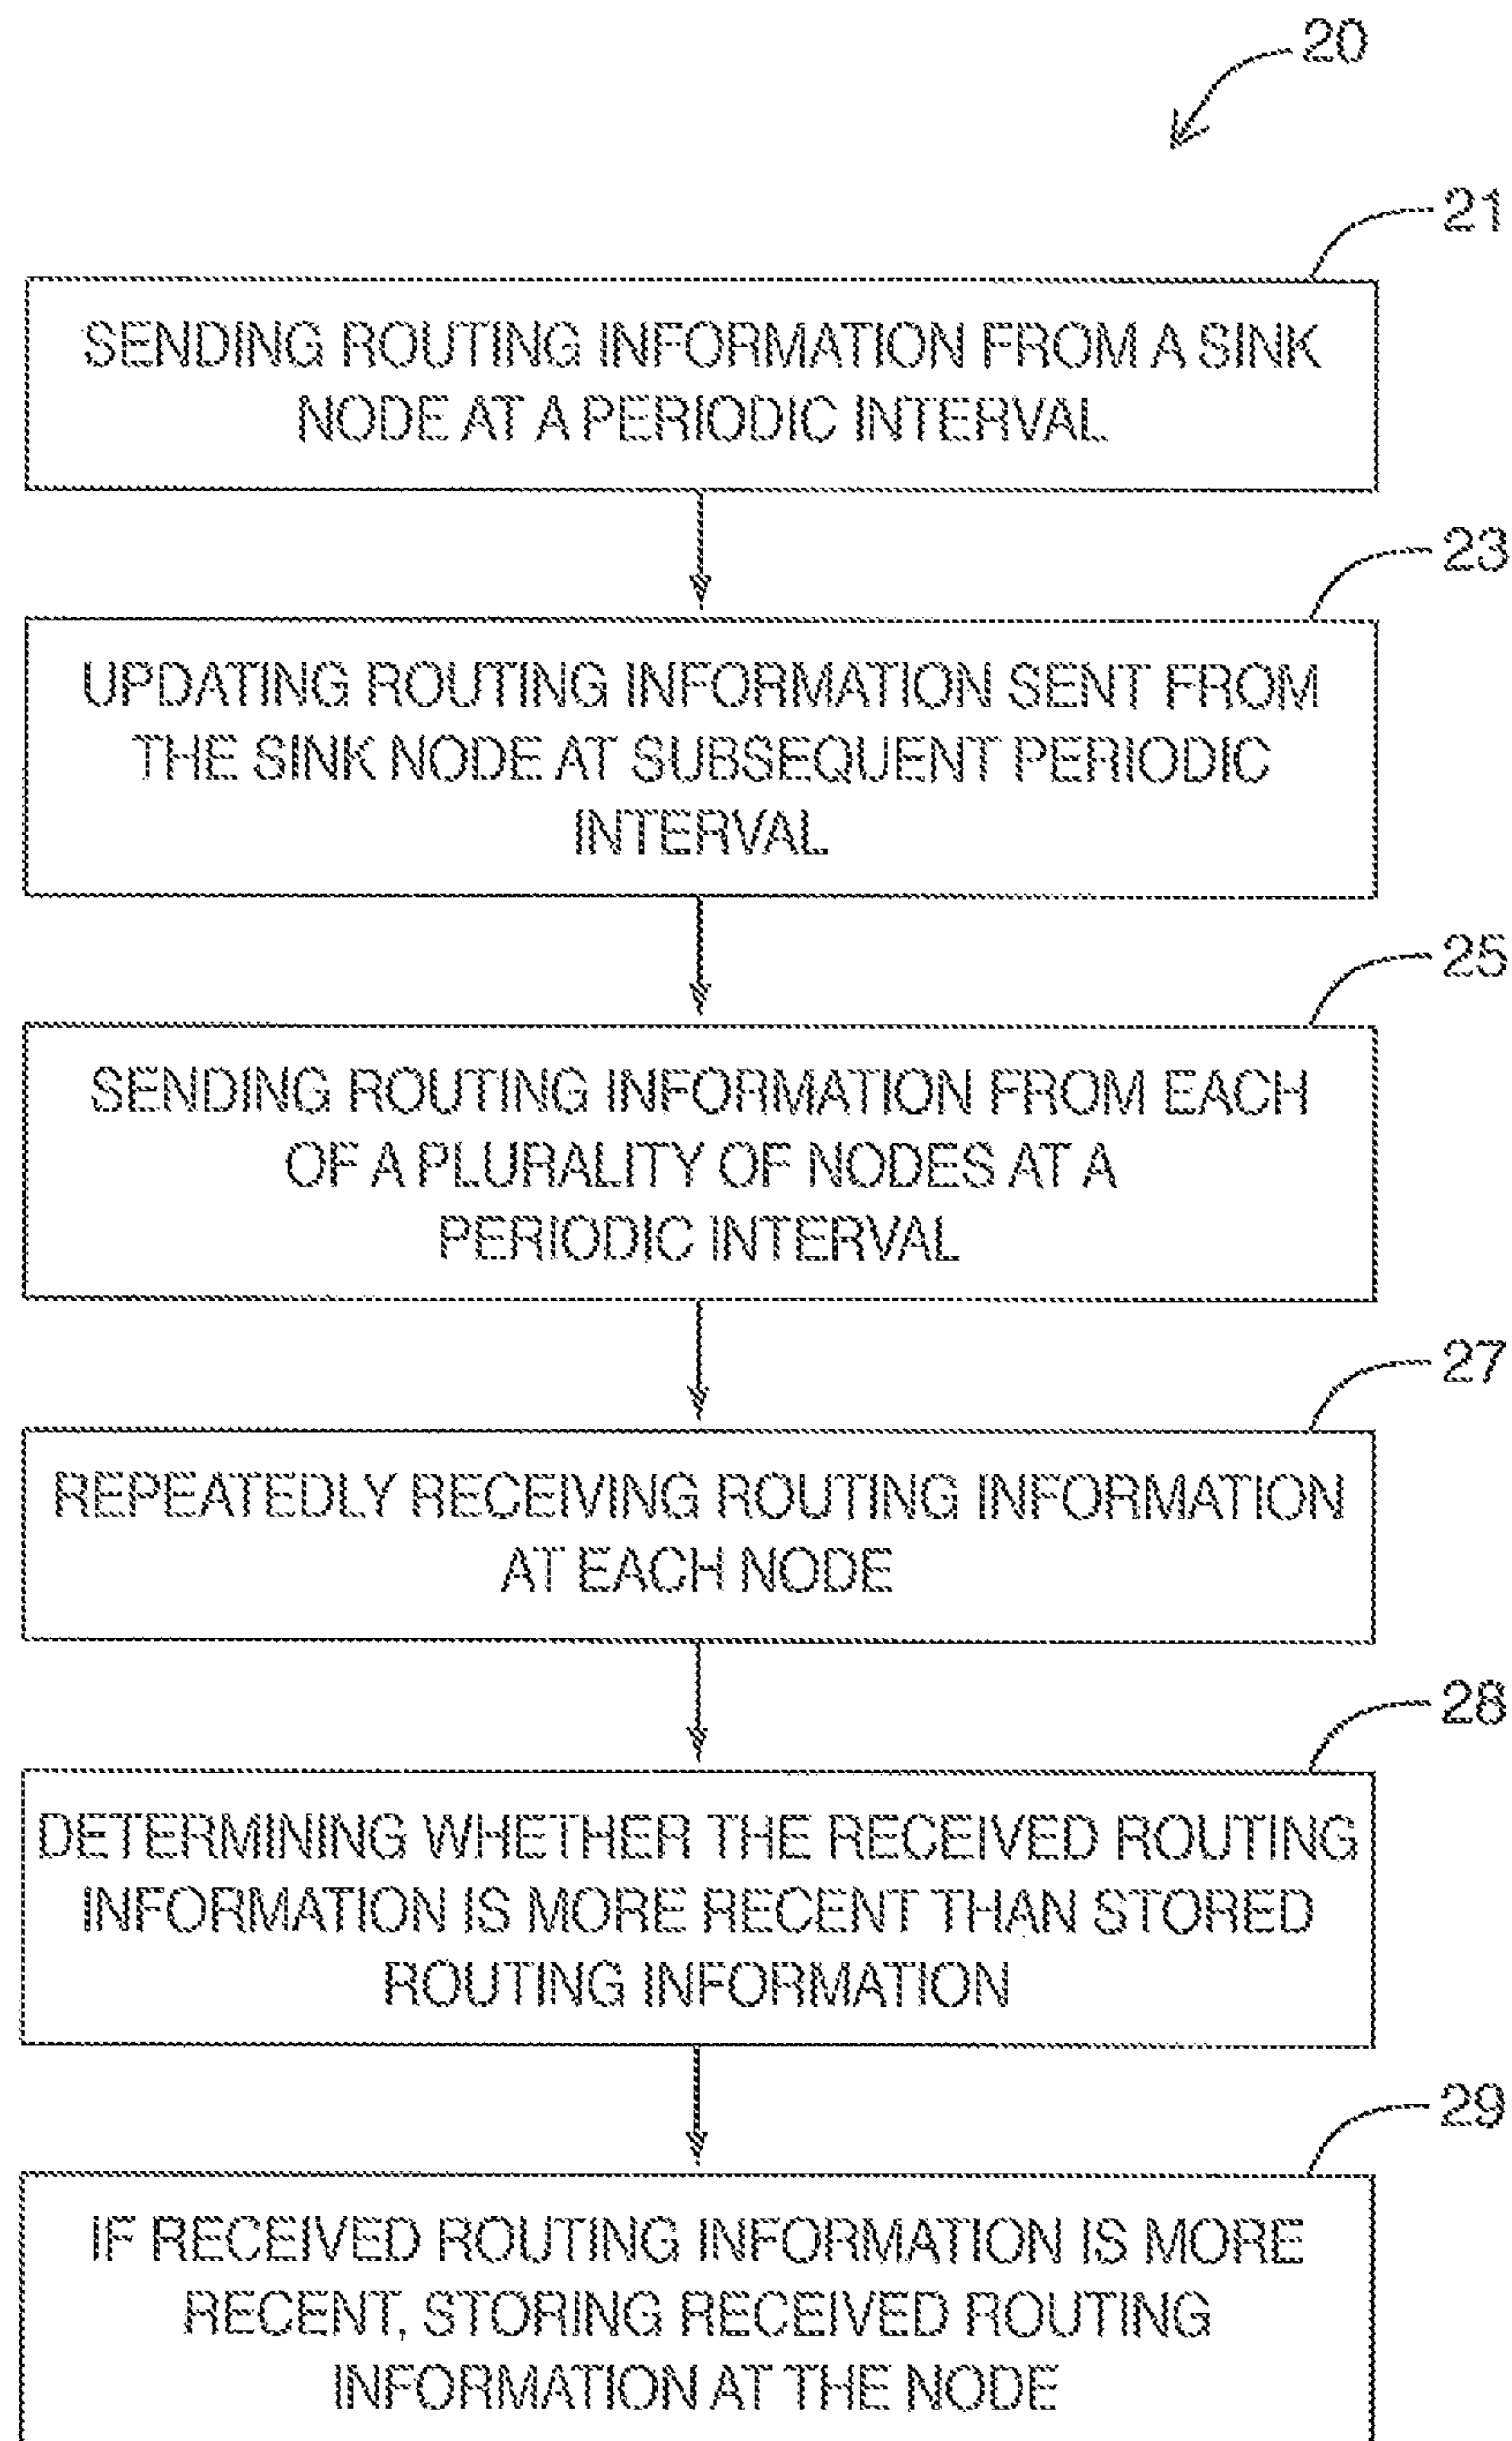 20
21
SENDING ROUTING INFORMATION FROM A SINK
NODE AT A PERIODIC INTERVAL
23
UPDATING ROUTING INFORMATION SENT FROM
THE SINK NODE AT SUBSEQUENT PERIODIC
INTERVAL
25
SENDING ROUTING INFORMATION FROM EACH
OF A PLURALITY OF NODES AT A
PERIODIC INTERVAL
27
REPEATEDLY RECEIVING ROUTING INFORMATION
AT EACH NODE
28
DETERMINING WHETHER THE RECEIVED ROUTING
INFORMATION IS MORE RECENT THAN STORED
ROUTING INFORMATION
29
IF RECEIVED ROUTING INFORMATION IS MORE
RECENT, STORING RECEIVED ROUTING
INFORMATION AT THE NODE